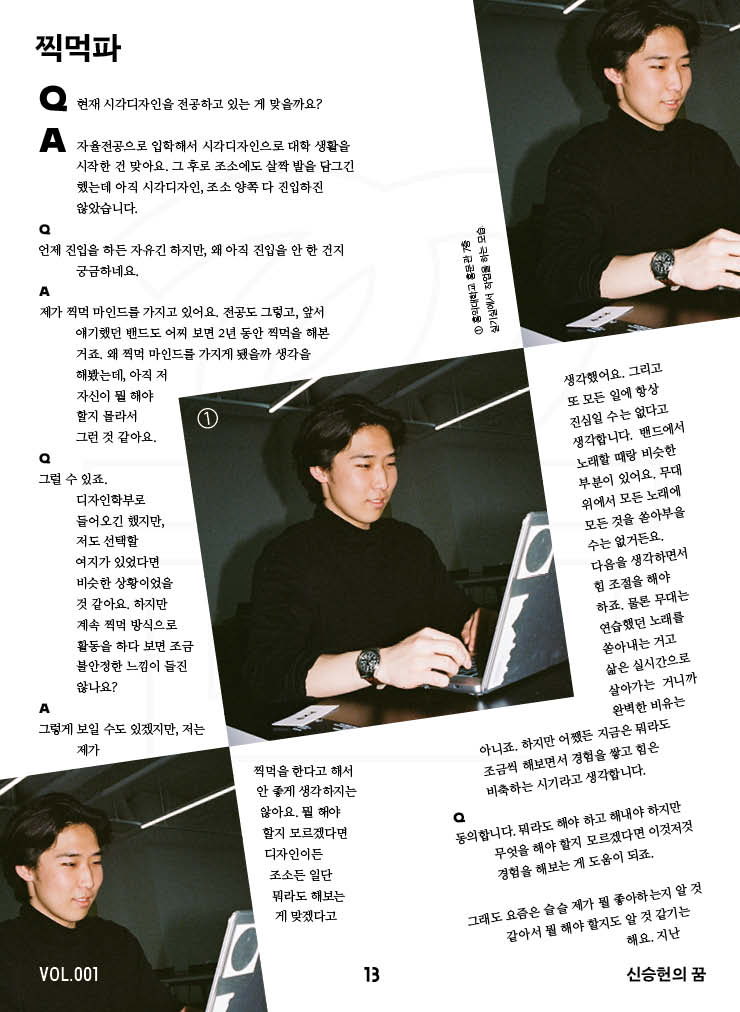 찍먹파
Q 현재 시각디자인을 전공하고 있는 게 맞을까요?
A 자율전공으로 입학해서 시각디자인으로 대학 생활을
시작한 건 맞아요. 그 후로 조소에도 살짝 발을 담그긴
했는데 아직 시각디자인, 조소 양쪽 다 진입하진
않았습니다.
Q
언제 진입을 하든 자유긴 하지만, 왜 아직 진입을 안 한 건지
궁금하네요.
A
제가 찍먹 마인드를 가지고 있어요. 전공도 그렇고, 앞서
얘기했던 밴드도 어찌 보면 2년 동안 찍먹을 해본
거죠. 왜 찍먹 마인드를 가지게 됐을까 생각을
해봤는데, 아직 저
자신이 뭘 해야
할지 몰라서
그런 것 같아요.
Q
그럴 수 있죠.
디자인학부로
들어오긴 했지만,
저도 선택할
여지가 있었다면
비슷한 상황이었을
것 같아요. 하지만
계속 찍먹 방식으로
활동을 하다 보면 조금
불안정한 느낌이 들진
않나요?
A
그렇게 보일 수도 있겠지만, 저는
제가
찍먹을 한다고 해서
안 좋게 생각하지는
않아요. 뭘 해야
할지 모르겠다면
디자인이든
조소든 일단
뭐라도 해보는
게 맞겠다고
생각했어요. 그리고
또 모든 일에 항상
진심일 수는 없다고
생각합니다. 밴드에서
노래할 때랑 비슷한
부분이 있어요. 무대
위에서 모든 노래에
모든 것을 쏟아부을
수는 없거든요.
다음을 생각하면서
힘 조절을 해야
하죠. 물론 무대는
연습했던 노래를
쏟아내는 거고
삶은 실시간으로
살아가는 거니까
완벽한 비유는
아니죠. 하지만 어쨌든 지금은 뭐라도
조금씩 해보면서 경험을 쌓고 힘은
비축하는 시기라고 생각합니다.
Q
동의합니다. 뭐라도 해야 하고 해내야 하지만
무엇을 해야 할지 모르겠다면 이것저것
경험을 해보는 게 도움이 되죠.
그래도 요즘은 슬슬 제가 뭘 좋아하는지 알 것
같아서 뭘 해야 할지도 알 것 같기는
해요. 지난
① 홍익대학교 홍문관 7층
실기실에서 작업을 하는 모습
①
VOL.001
13
신승헌의 꿈